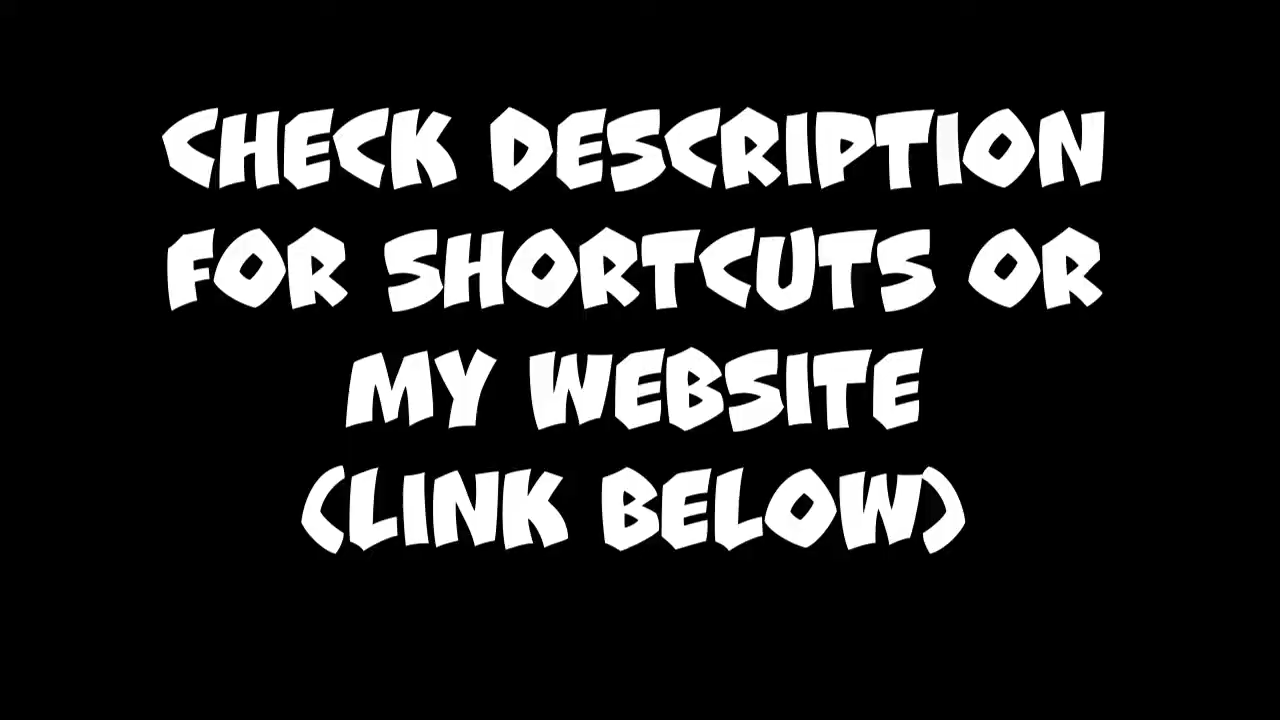 CHECK DESCRIPTION
FOR SHORTCUTS OR
MY WEBSITE
(LINK BELOW)